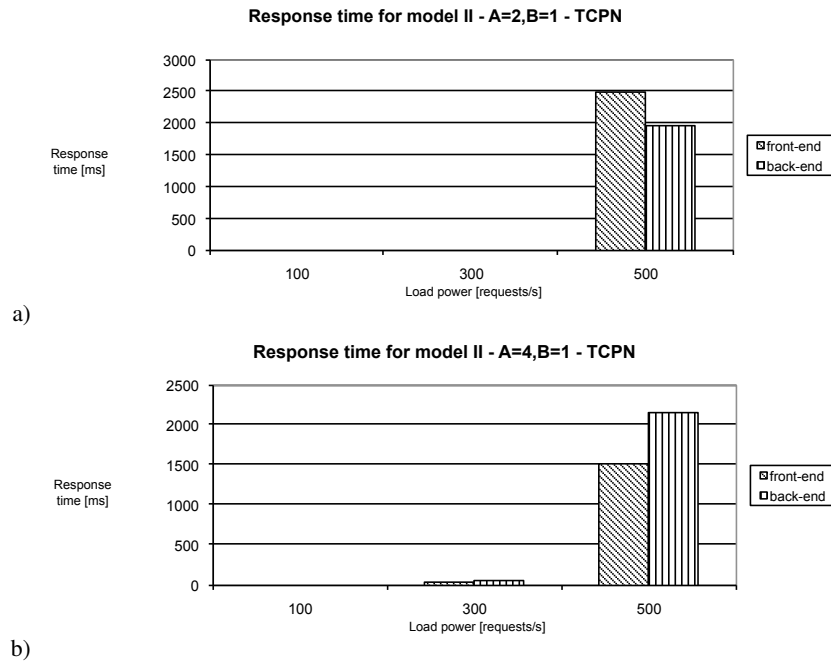 Response time for model II - A=2,B=1 - TCPN
3000
2500
2000
1500
1000
500
0
Response
time [ms]
100 300 500
Load power [requests/s]
front-end
back-end
a)
Response time for model II - A=4,B=1 - TCPN
2500
2000
1500
1000
500
0
Response
time [ms]
100 300 500
Load power [requests/s]
front-end
back-end
b)